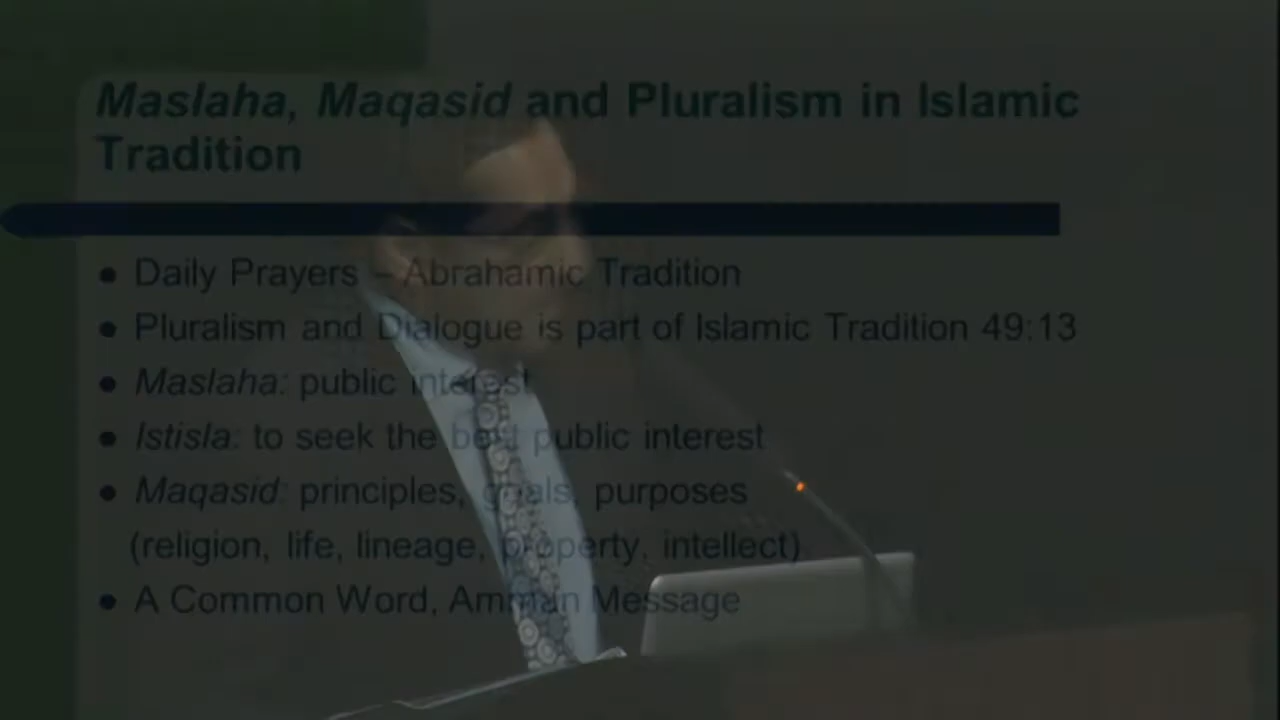 Maslaha, Maqasid and Pluralism in Islamic
Tradition
• Daily Prayers – Abrahamic Tradition
• Pluralism and Dialogue is part of Islamic Tradition 49:13
• Maslaha: public interest
• Istisla: to seek the best public interest
• Maqasid: principles, goals, purposes
(religion, life, lineage, property, intellect)
• A Common Word, Amman Message